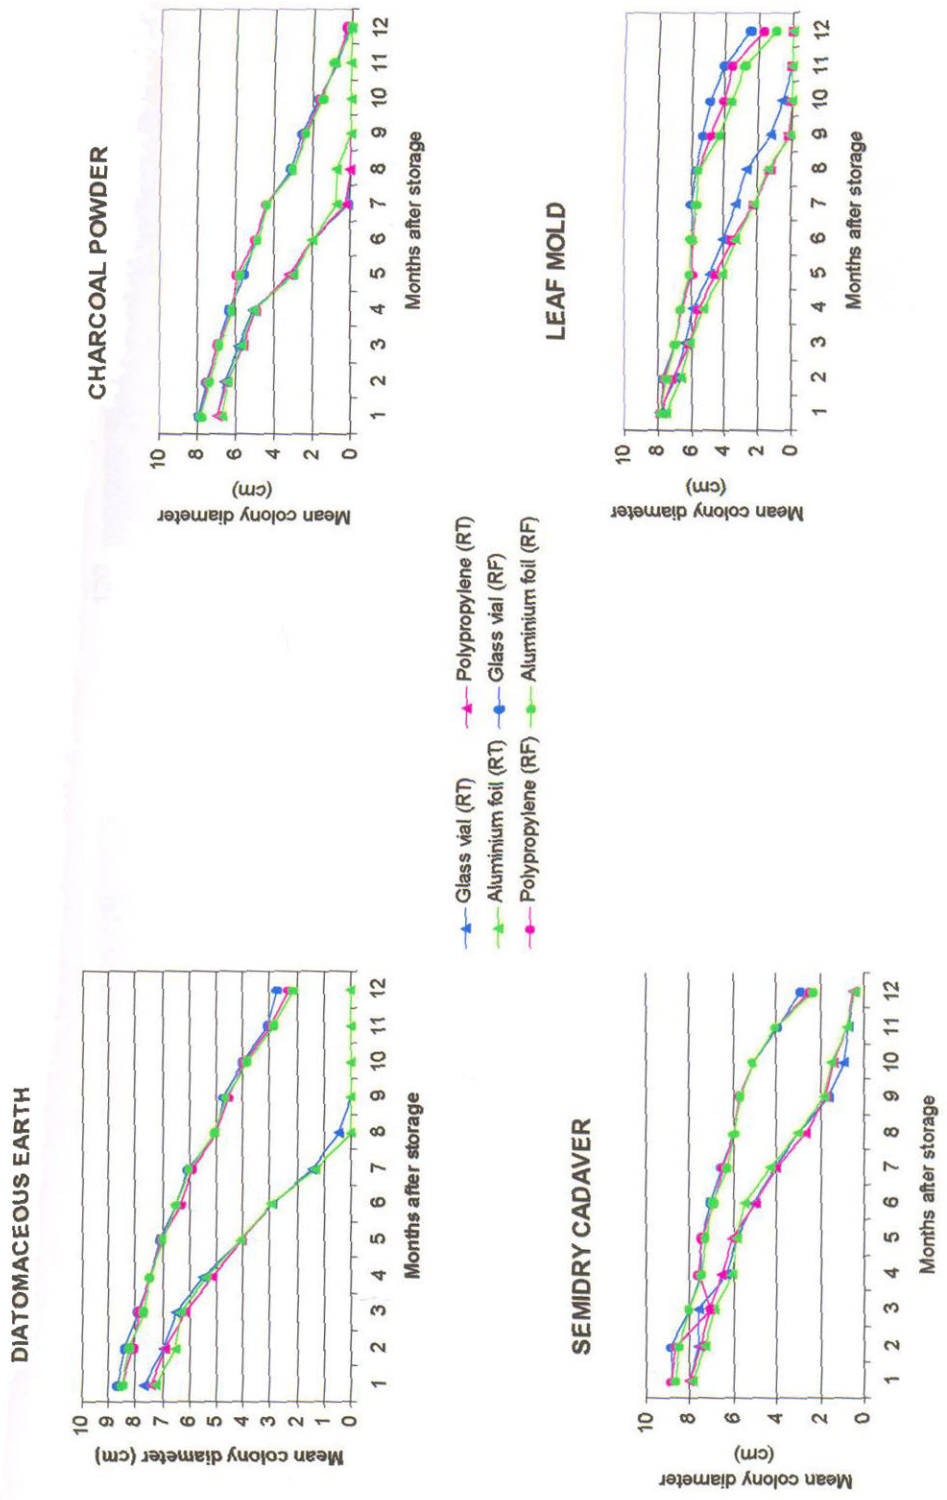 DIATOMACEOUS EARTH
Mean colony diameter (cm)
10
9
8
7
6
5
4
3
2
1
0
1 2 3 4 5 6 7 8 9 10 11 12
Months after storage
CHARCOAL POWDER
Mean colony diameter
(cm)
10
8
6
4
2
0
1 2 3 4 5 6 7 8 9 10 11 12
Months after storage
Glass vial (RT)
Polypropylene (RT)
Aluminium foil (RT)
Glass vial (RF)
Polypropylene (RF)
Aluminum foil (RF)
SEMIDRY CADAVER
Mean colony diameter
(cm)
10
8
6
4
2
0
1 2 3 4 5 6 7 8 9 10 11 12
Months after storage
LEAF MOLD
Mean colony diameter
(cm)
10
8
6
4
2
0
1 2 3 4 5 6 7 8 9 10 11 12
Months after storage